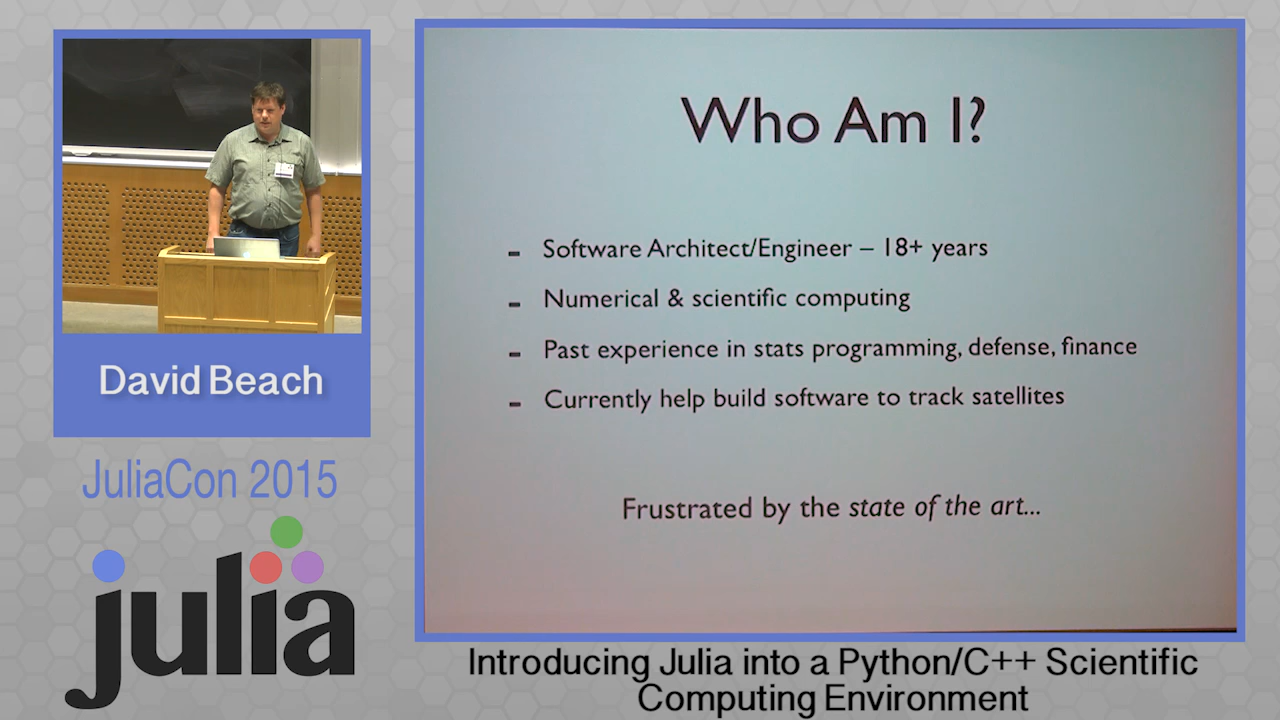 David Beach
JuliaCon 2015
julia
Who Am I?
- Software Architect/Engineer – 18+ years
- Numerical & scientific computing
- Past experience in stats programming, defense, finance
- Currently help build software to track satellites
Frustrated by the state of the art...
Introducing Julia into a Python/C++ Scientific
Computing Environment